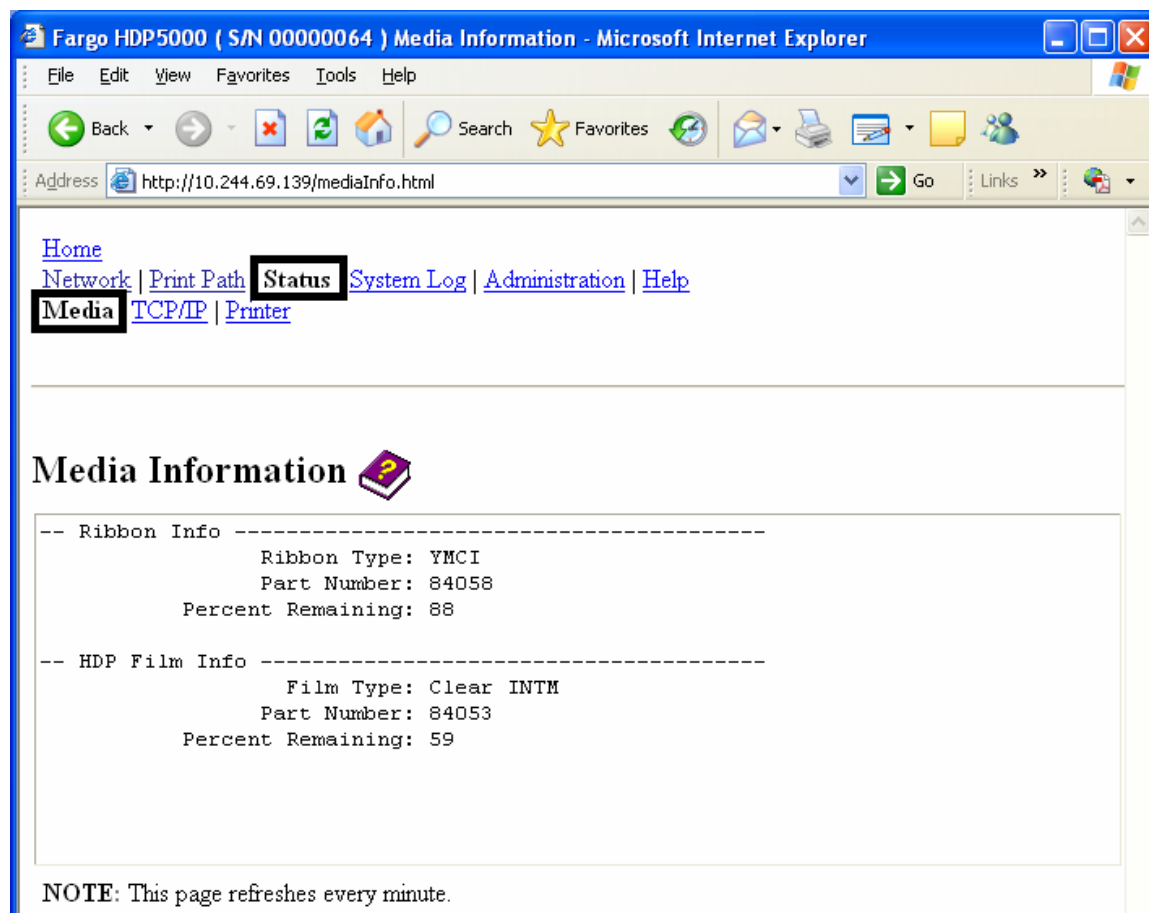 Fargo HDP5000 ( S/N 00000064 ) Media Information - Microsoft Internet Explorer
File Edit View Favorites Tools Help
Back Search Favorites
Address http://10.244.69.139/mediaInfo.html Go Links »
Home
Network | Print Path Status System Log | Administration | Help
Media TCP/IP | Printer
Media Information ?
-- Ribbon Info -----------------------------------------
Ribbon Type: YMCI
Part Number: 84058
Percent Remaining: 88
-- HDP Film Info ---------------------------------------
Film Type: Clear INTM
Part Number: 84053
Percent Remaining: 59
NOTE: This page refreshes every minute.